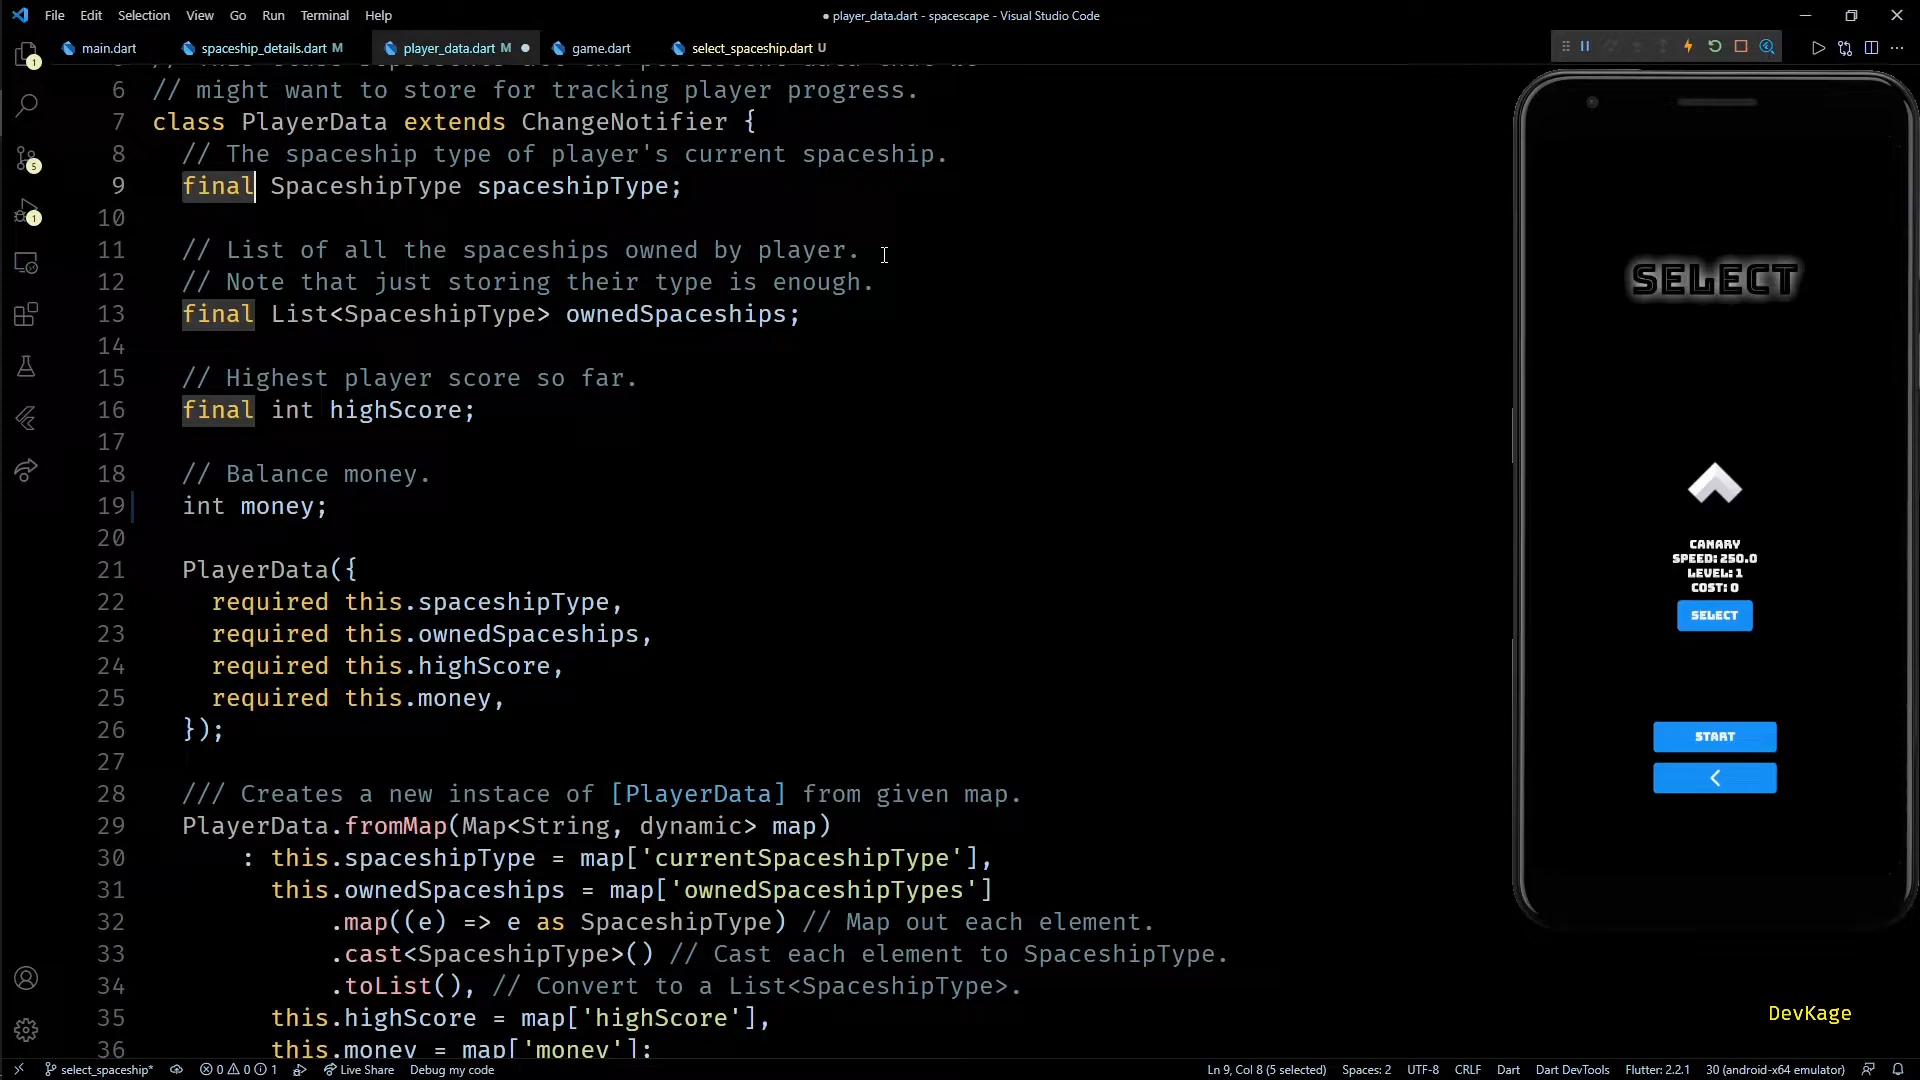 File Edit Selection View Go Run Terminal Help
● player_data.dart - spacescape - Visual Studio Code
main.dart
spaceship_details.dart M
player_data.dart M
game.dart
select_spaceship.dart U
6 // might want to store for tracking player progress.
7 class PlayerData extends ChangeNotifier {
8 // The spaceship type of player's current spaceship.
9 final SpaceshipType spaceshipType;
10
11 // List of all the spaceships owned by player.
12 // Note that just storing their type is enough.
13 final List<SpaceshipType> ownedSpaceships;
14
15 // Highest player score so far.
16 final int highScore;
17
18 // Balance money.
19 int money;
20
21 PlayerData({
22 required this.spaceshipType,
23 required this.ownedSpaceships,
24 required this.highScore,
25 required this.money,
26 });
27
28 /// Creates a new instace of [PlayerData] from given map.
29 PlayerData.fromMap(Map<String, dynamic> map)
30 : this.spaceshipType = map['currentSpaceshipType'],
31 this.ownedSpaceships = map['ownedSpaceshipTypes']
32 .map((e) => e as SpaceshipType) // Map out each element.
33 .cast<SpaceshipType>() // Cast each element to SpaceshipType.
34 .toList(), // Convert to a List<SpaceshipType>.
35 this.highScore = map['highScore'],
36 this.money = map['money'];
1
5
1
SELECT
CANARY
SPEED: 250.0
LEVEL: 1
COST: 0
SELECT
START
DevKage
select_spaceship* 0 0 1 Live Share Debug my code
Ln 9, Col 8 (5 selected) Spaces: 2 UTF-8 CRLF Dart Dart DevTools Flutter: 2.2.1 30 (android-x64 emulator)